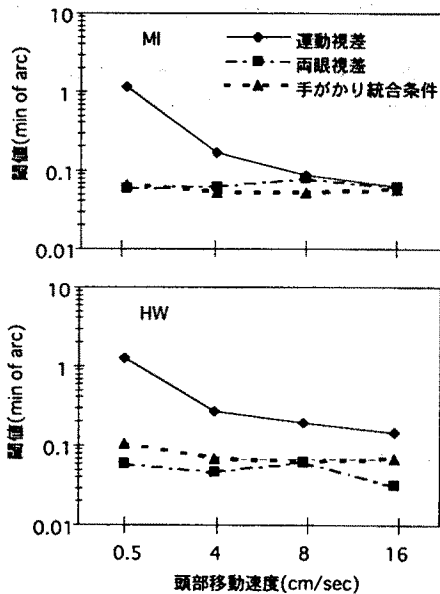 10
1
0.1
0.01
閾値(min of arc)
MI
運動視差
両眼視差
手がかり統合条件
10
1
0.1
0.01
閾値(min of arc)
HW
0.5 4 8 16
頭部移動速度(cm/sec)